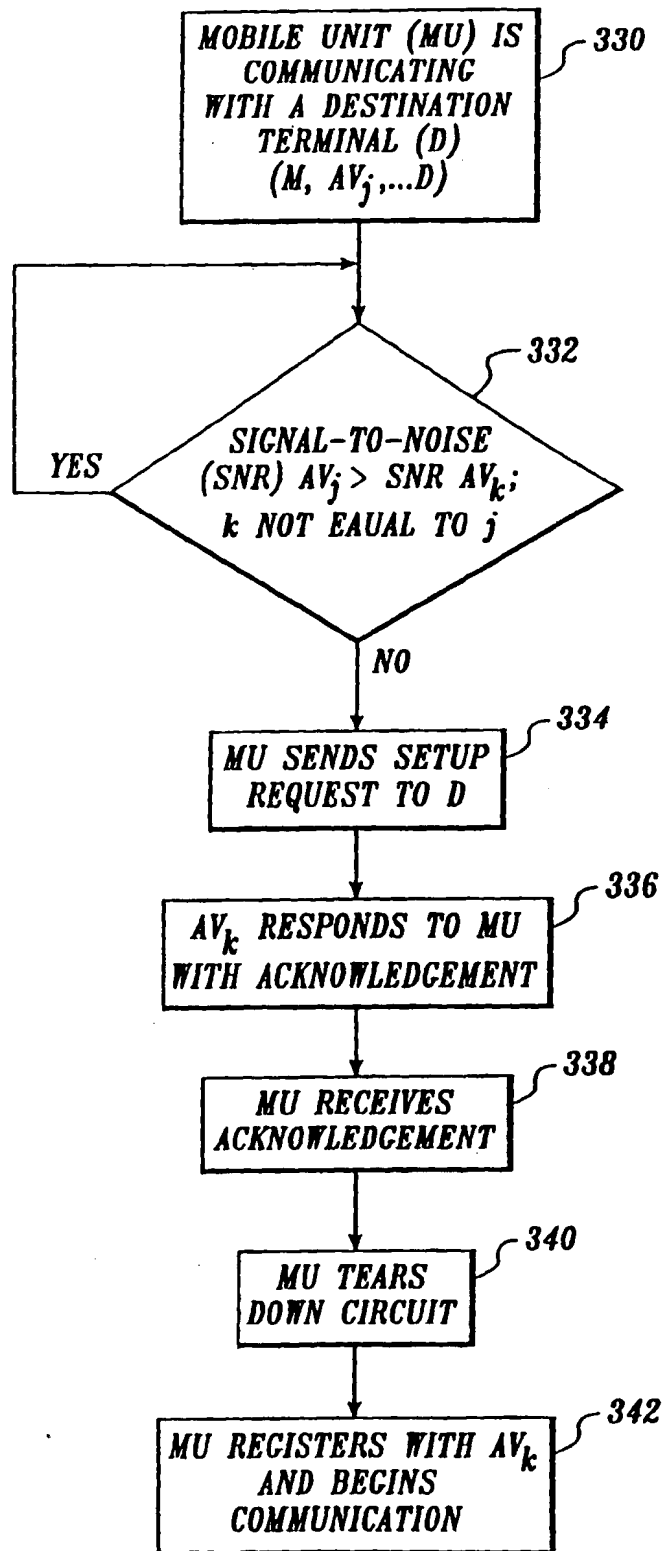 MOBILE UNIT (MU) IS
COMMUNICATING
WITH A DESTINATION
TERMINAL (D)
(M, AVj,...D)
330
332
SIGNAL-TO-NOISE
(SNR) AVj > SNR AVk;
k NOT EAUAL TO j
YES
NO
334
MU SENDS SETUP
REQUEST TO D
336
AVk RESPONDS TO MU
WITH ACKNOWLEDGEMENT
338
MU RECEIVES
ACKNOWLEDGEMENT
340
MU TEARS
DOWN CIRCUIT
342
MU REGISTERS WITH AVk
AND BEGINS
COMMUNICATION